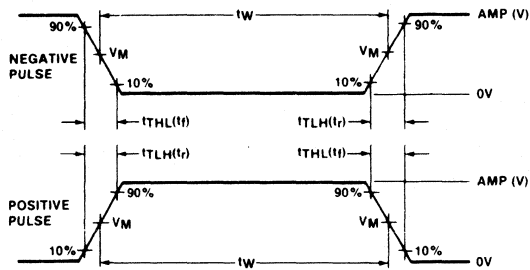 tW
AMP (V)
90% 90%
NEGATIVE
PULSE
VM VM
10% 10%
0V
tTHL(tf) tTLH(tr)
tTLH(tr) tTHL(tf)
AMP (V)
90% 90%
POSITIVE
PULSE
VM VM
10% 10%
0V
tW